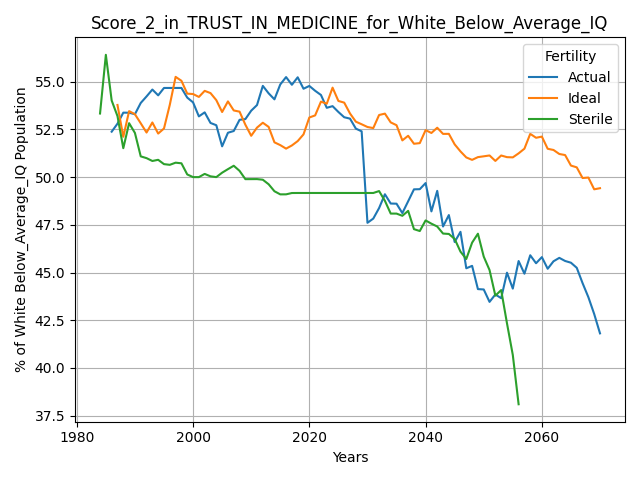 Score_2_in_TRUST_IN_MEDICINE_for_White_Below_Average_IQ
% of White Below_Average_IQ Population
55.0
52.5
50.0
47.5
45.0
42.5
40.0
37.5
Fertility
Actual
Ideal
Sterile
1980
2000
2020
2040
2060
Years